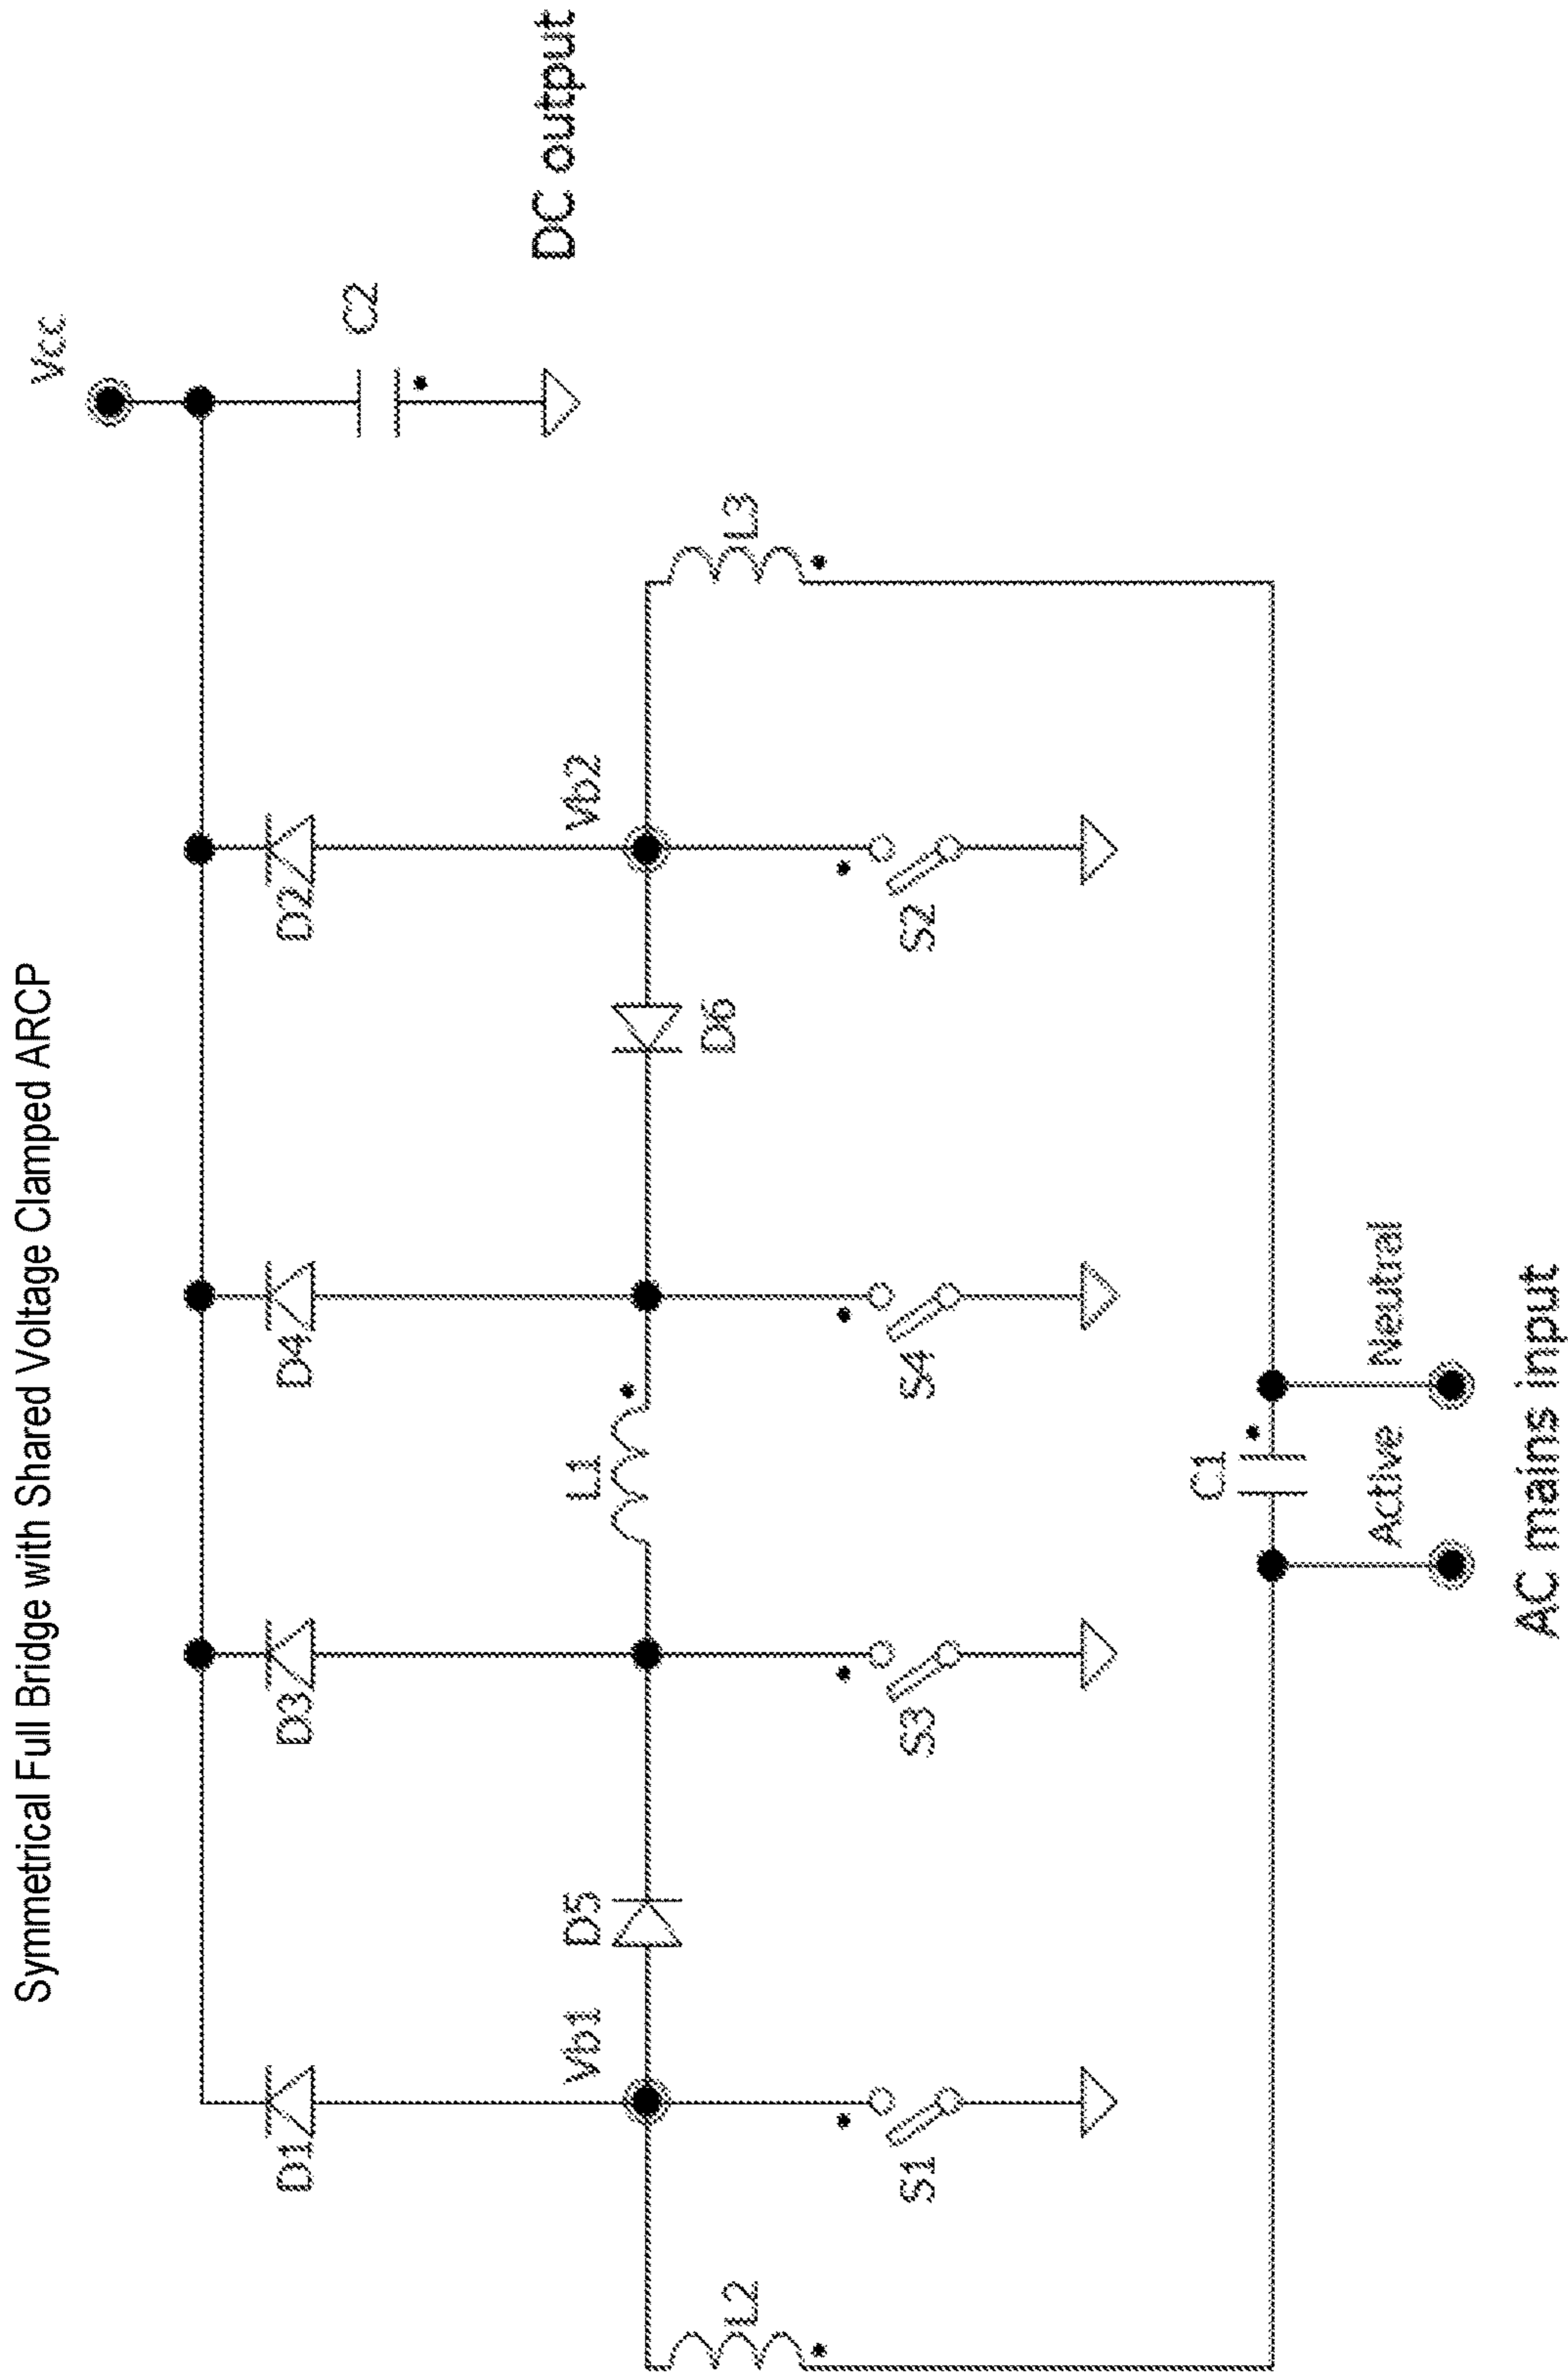 Symmetrical Full Bridge with Shared Voltage Clamped ARCP
Vcc
D1
D3
D4
D2
C2
DC output
Vb1
D5
L1
D6
Vb2
L2
L3
S1
S3
S4
S2
C1
Active
Neutral
AC mains input